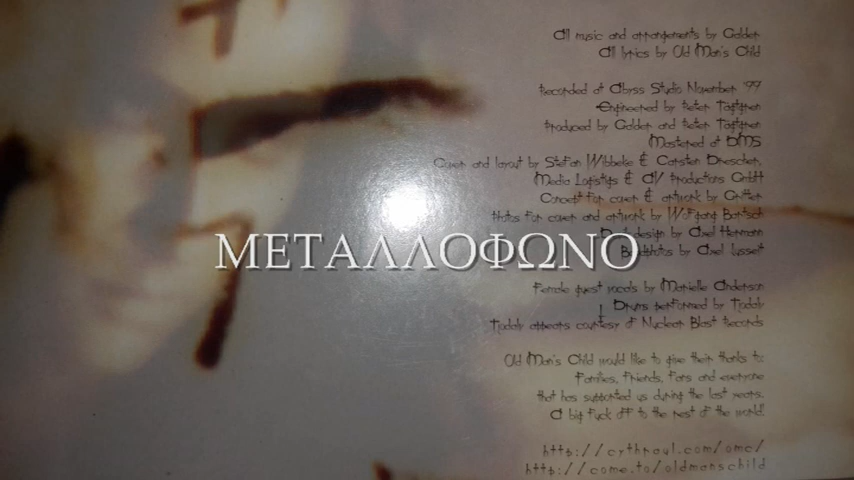 All music and arrangements by Galder
All lyrics by Old Man's Child
Recorded at Abyss Studio November '99
Engineered by Peter Tägtgren
Produced by Galder and Peter Tägtgren
Mastered at DMS
Cover and layout by Stefan Wibbeke & Carsten Drescher,
Media Logistics & AV Productions GmbH
Concept for cover & artwork by Gritter
Photos for cover and artwork by Wolfgang Bartsch
design by Axel Hermann
ΜΕΤΑΛΛΟΦΩΝΟ
Bandphotos by Axel Jusseit
Female guest vocals by Marielle Anderson
Drums performed by Tjodalv
Tjodalv appears courtesy of Nuclear Blast Records
Old Man's Child would like to give their thanks to:
Families, Friends, Fans and everyone
that has supported us during the last years.
A big fuck off to the rest of the world!
http://cythraul.com/omc/
http://come.to/oldmanschild